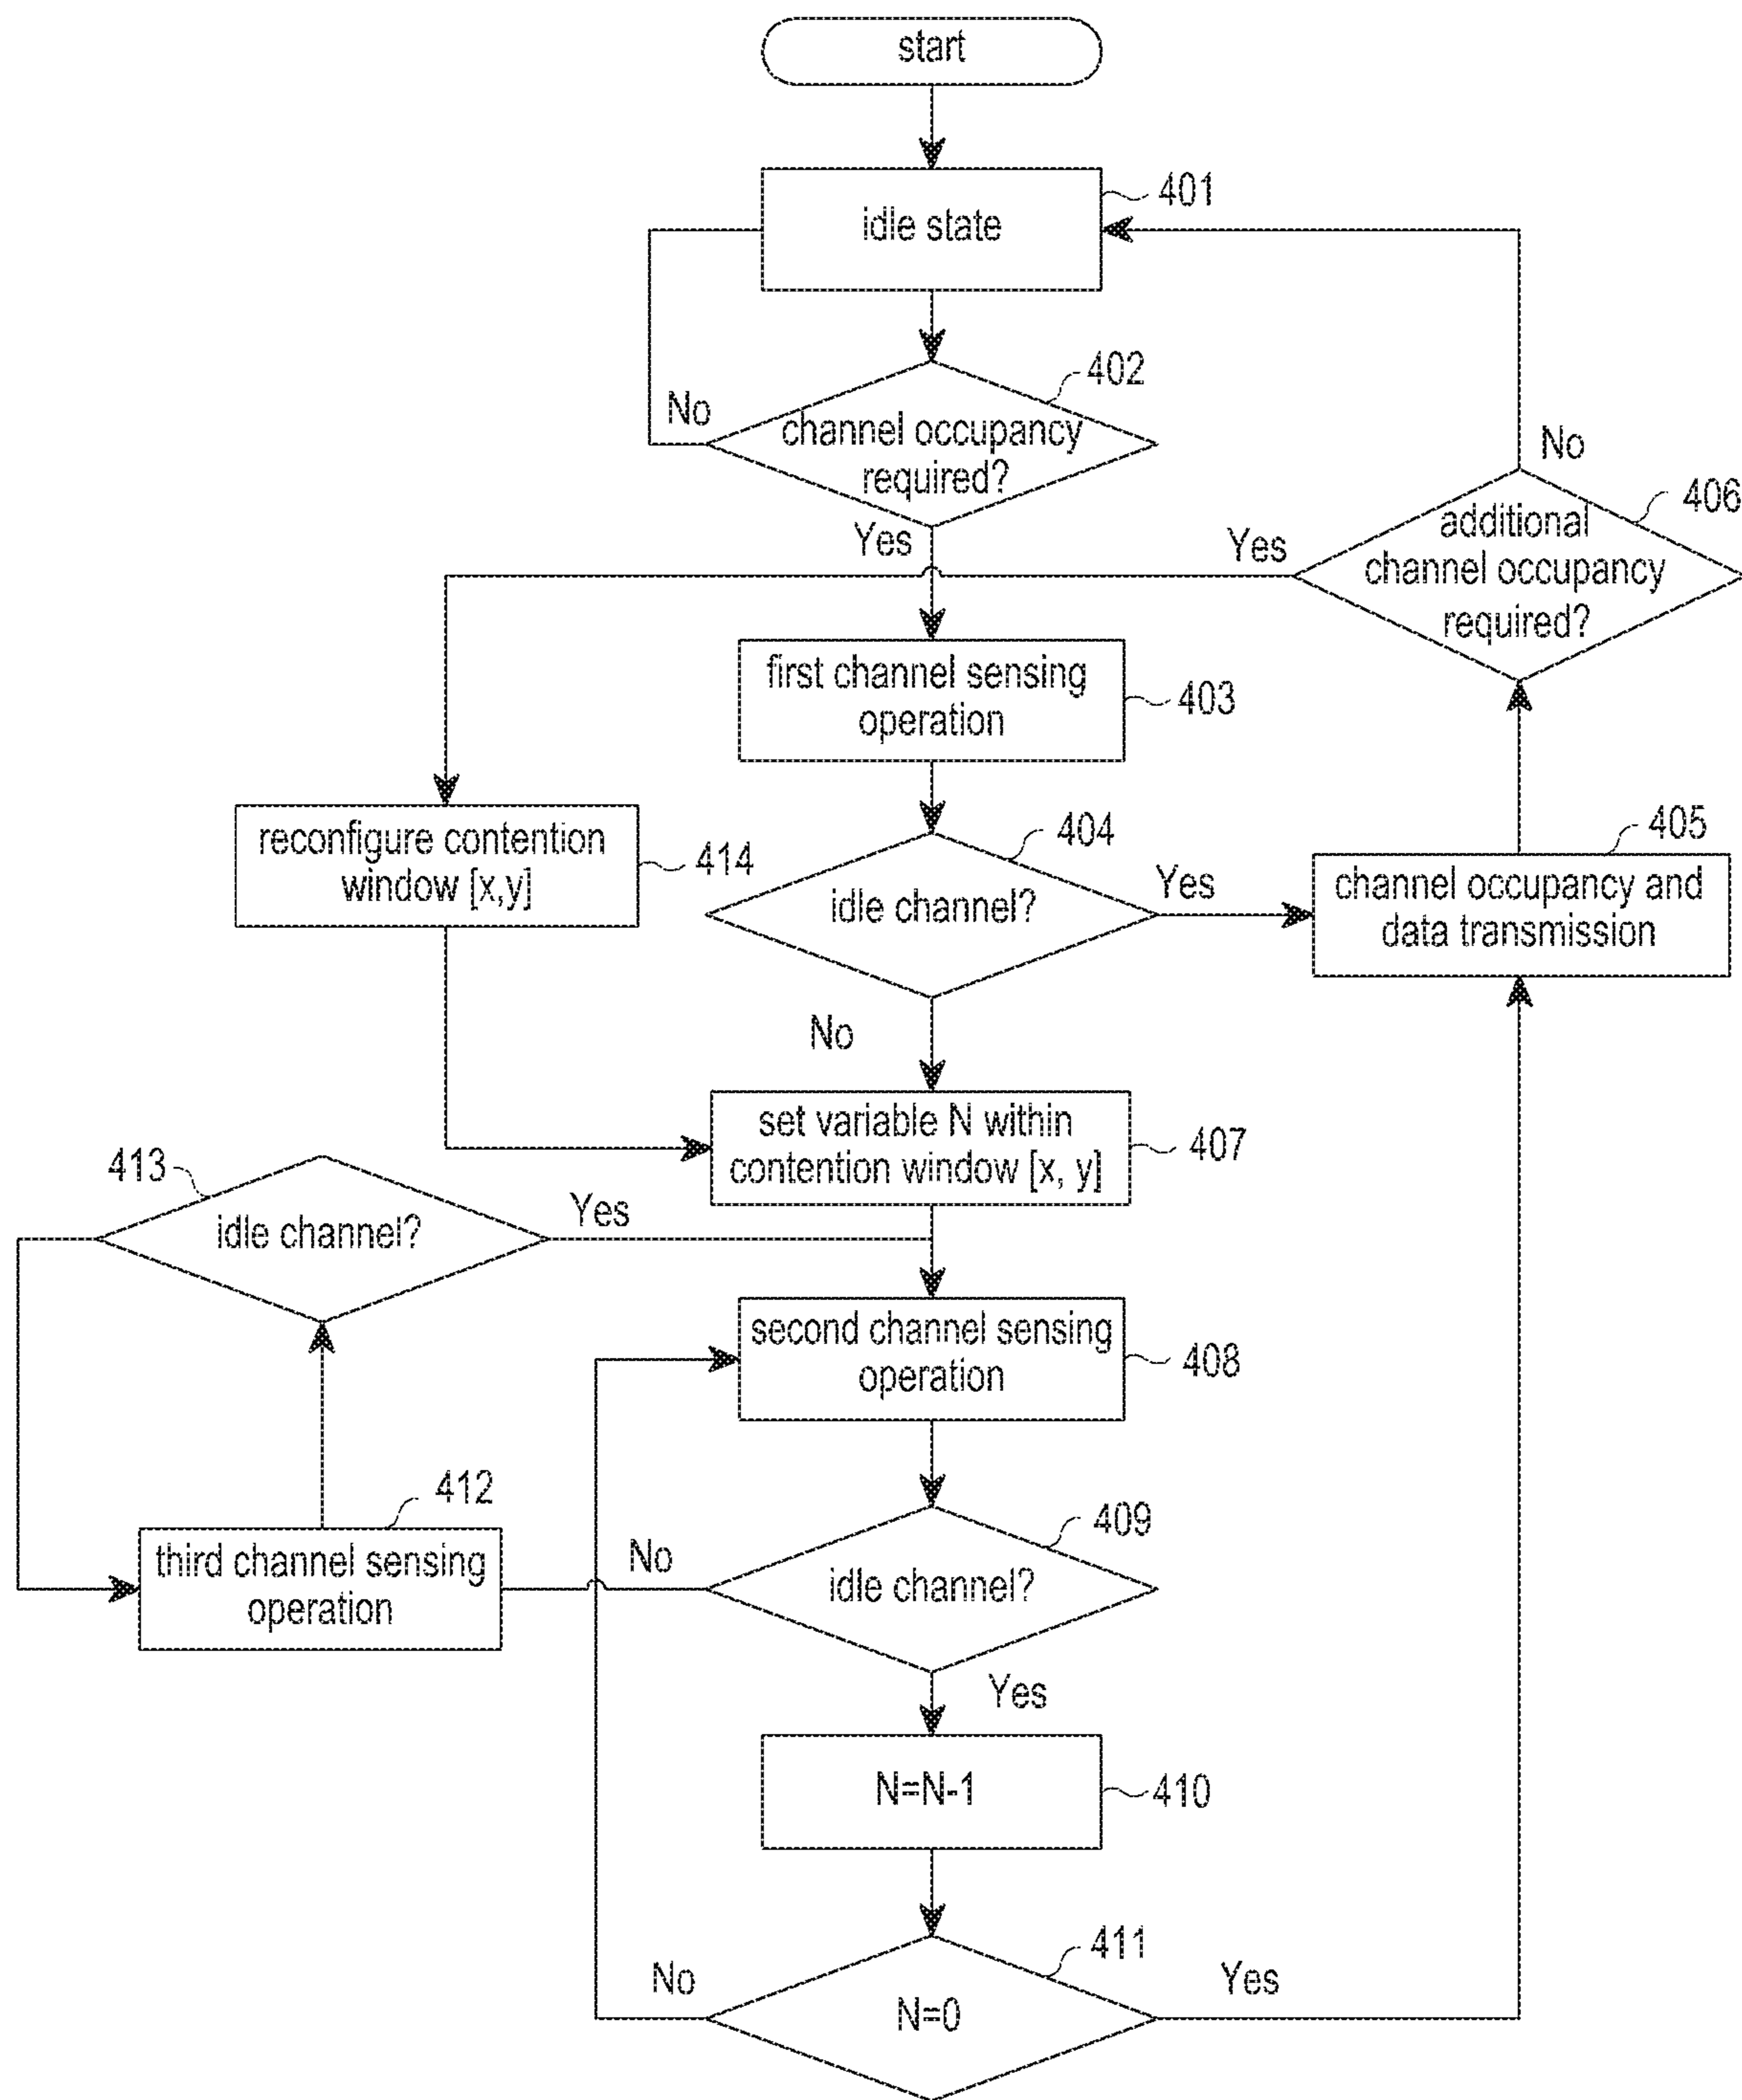 start
401
idle state
402
No
channel occupancy
required?
Yes
No
406
additional
channel occupancy
required?
Yes
first channel sensing
operation
403
404
405
reconfigure contention
window [x,y]
414
idle channel?
Yes
channel occupancy and
data transmission
No
set variable N within
contention window [x, y]
407
413
idle channel?
Yes
second channel sensing
operation
408
412
third channel sensing
operation
No
409
idle channel?
Yes
N=N-1
410
411
No
N=0
Yes